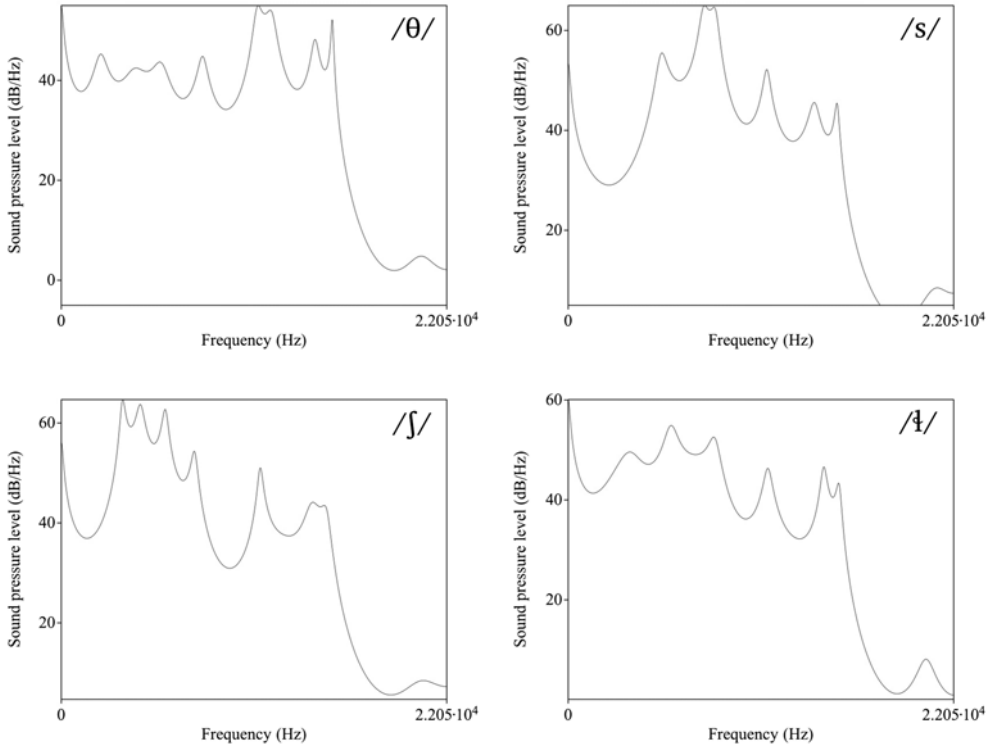 /θ/
Sound pressure level (dB/Hz)
40
20
0
0
2.205·10⁴
Frequency (Hz)
/s/
Sound pressure level (dB/Hz)
60
40
20
0
2.205·10⁴
Frequency (Hz)
/ʃ/
Sound pressure level (dB/Hz)
60
40
20
0
2.205·10⁴
Frequency (Hz)
/ɬ/
Sound pressure level (dB/Hz)
60
40
20
0
2.205·10⁴
Frequency (Hz)